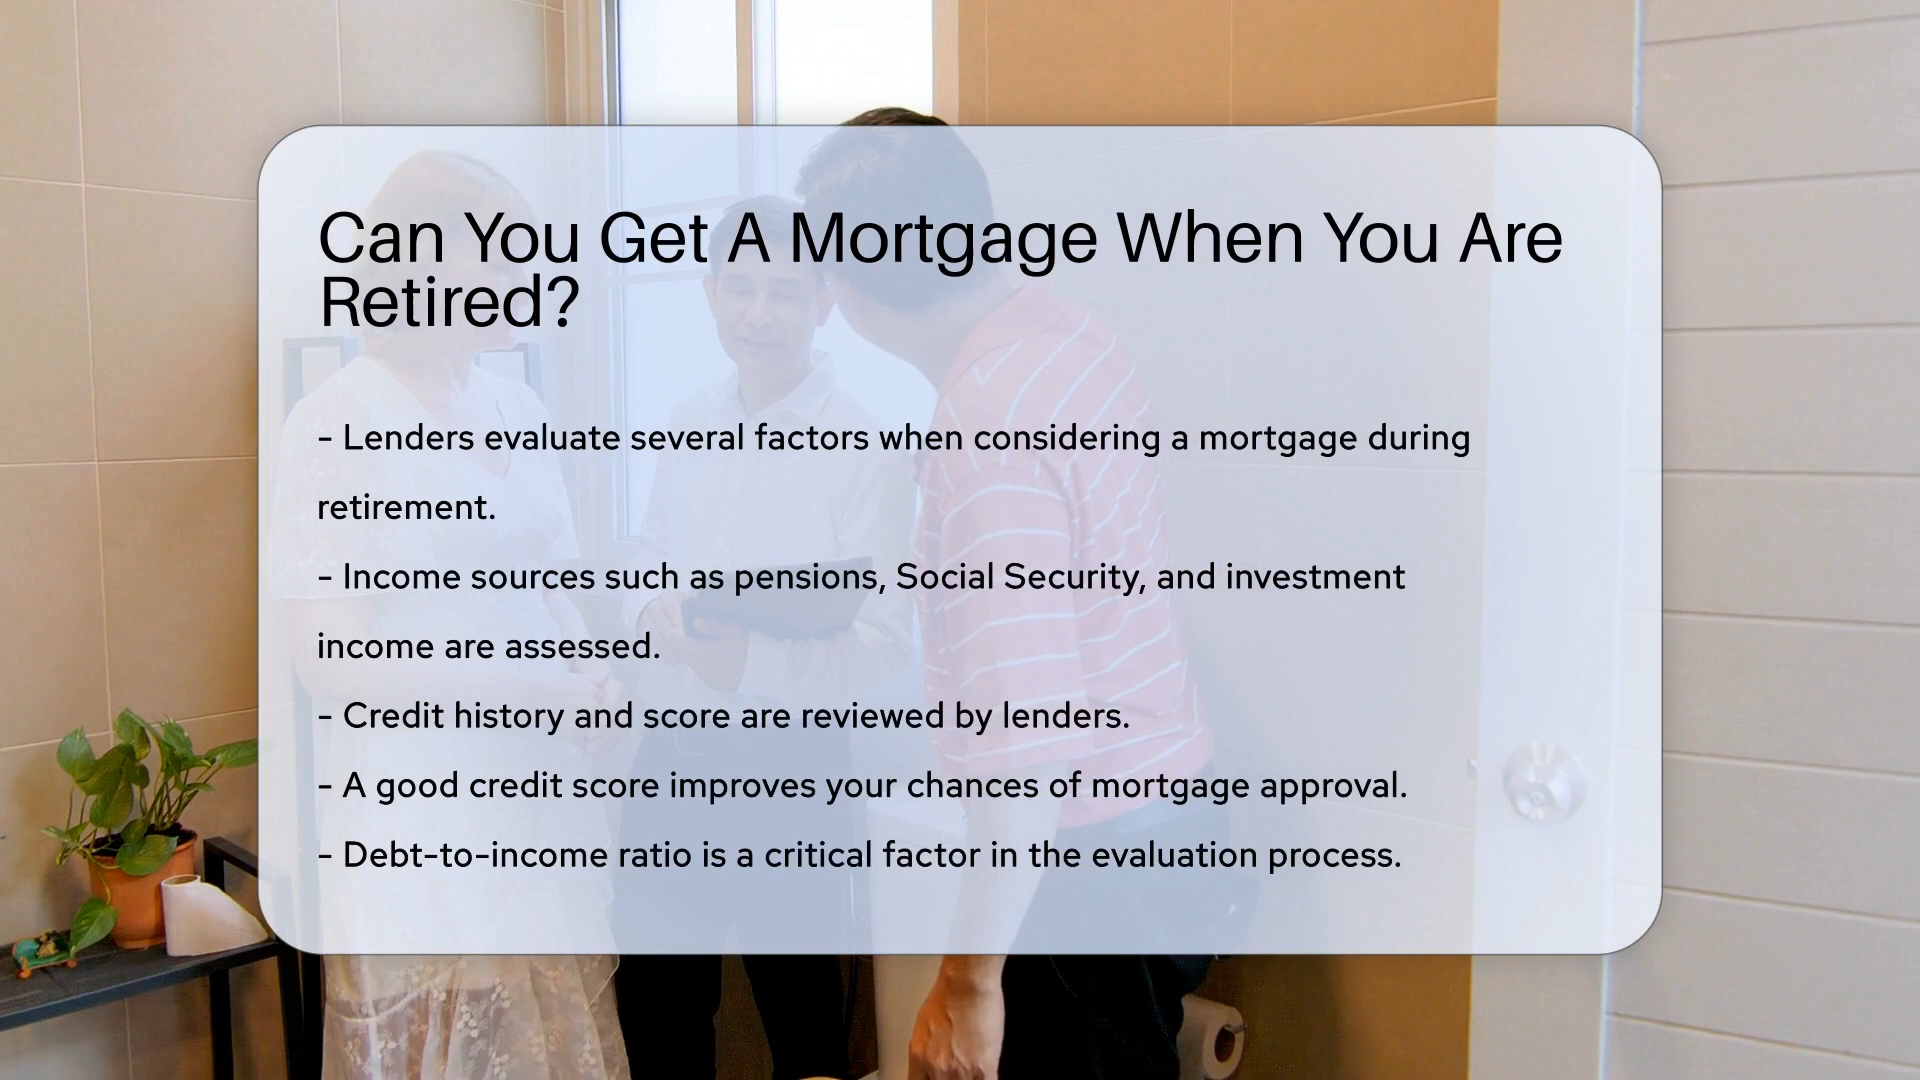 Can You Get A Mortgage When You Are
Retired?
- Lenders evaluate several factors when considering a mortgage during
retirement.
- Income sources such as pensions, Social Security, and investment
income are assessed.
- Credit history and score are reviewed by lenders.
- A good credit score improves your chances of mortgage approval.
- Debt-to-income ratio is a critical factor in the evaluation process.